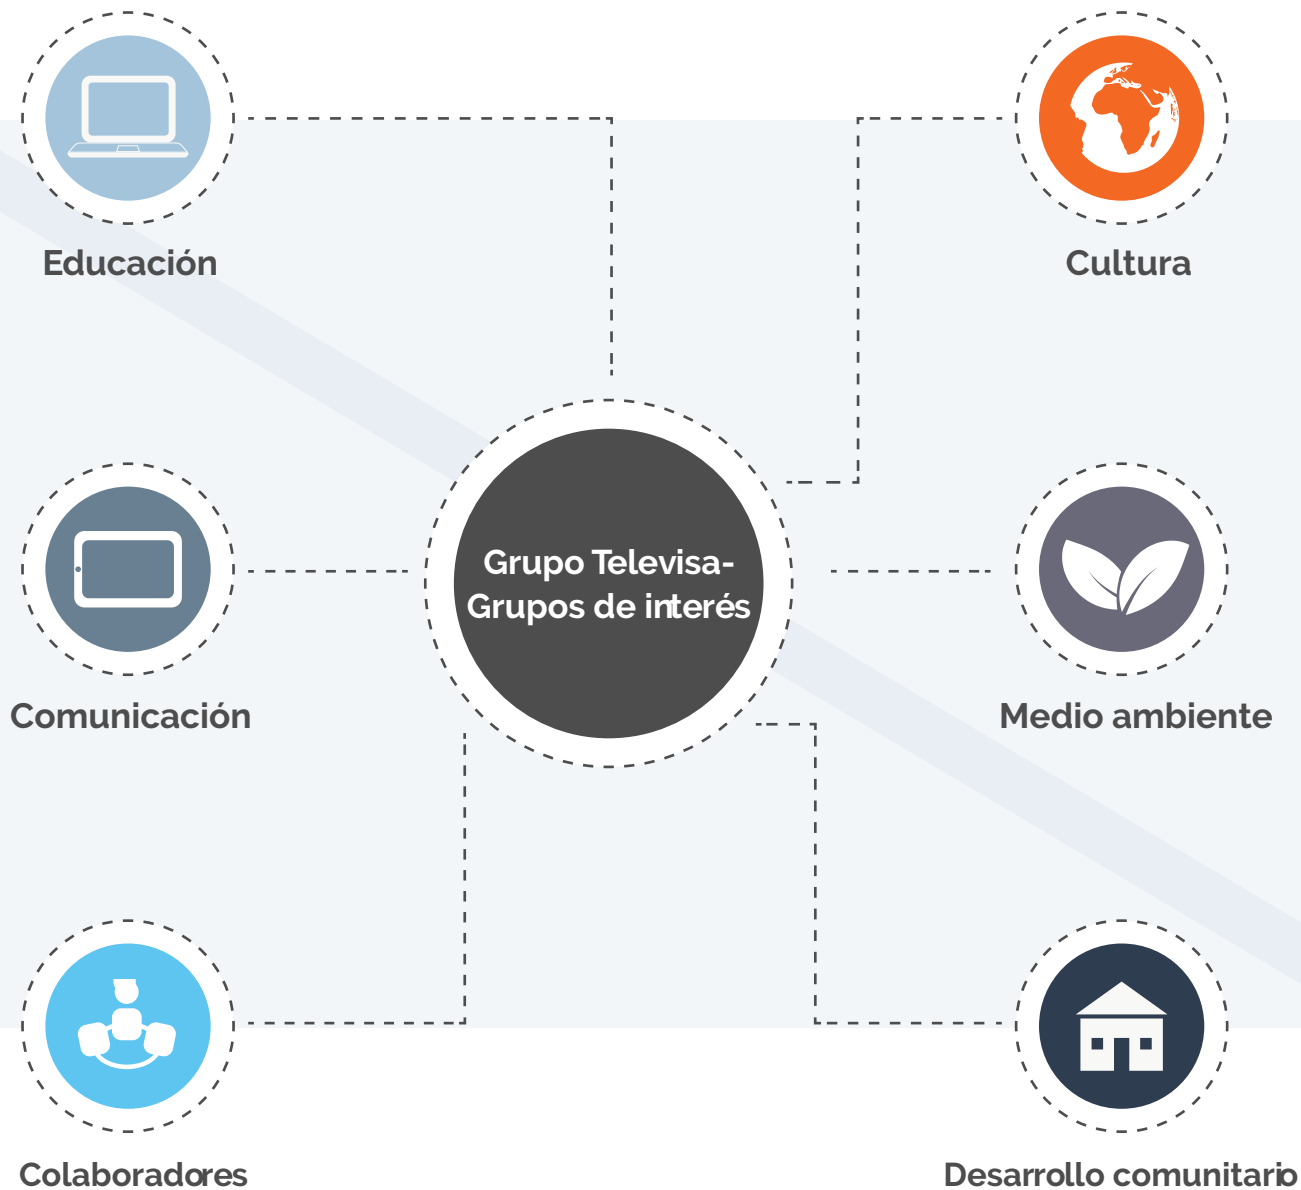 Educación
Cultura
Grupo Televisa-
Grupos de interés
Comunicación
Medio ambiente
Colaboradores
Desarrollo comunitario